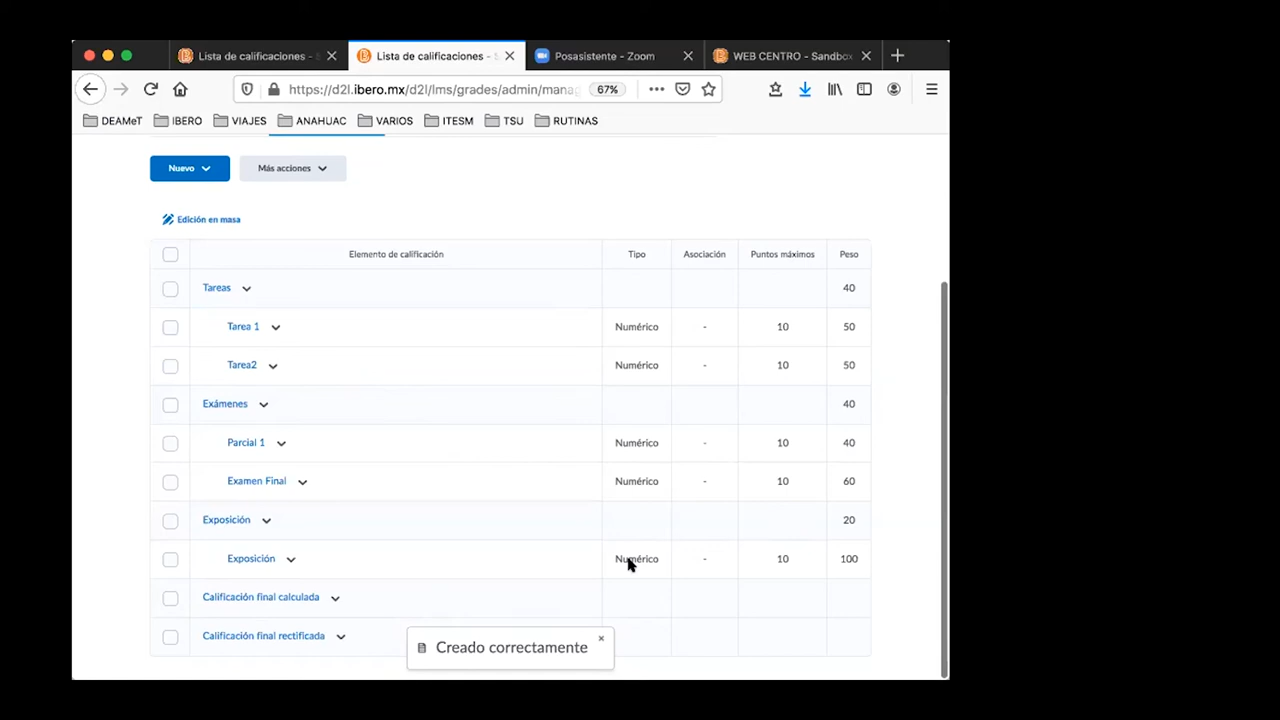 Lista de calificaciones - S
Lista de calificaciones - S
Posasistente - Zoom
WEB CENTRO - Sandbox
https://d2l.ibero.mx/d2l/lms/grades/admin/manag
67%
DEAMeT
IBERO
VIAJES
ANAHUAC
VARIOS
ITESM
TSU
RUTINAS
Nuevo
Más acciones
Edición en masa
Elemento de calificación Tipo Asociación Puntos máximos Peso
Tareas 40
Tarea 1 Numérico - 10 50
Tarea2 Numérico - 10 50
Exámenes 40
Parcial 1 Numérico - 10 40
Examen Final Numérico - 10 60
Exposición 20
Exposición Numérico - 10 100
Calificación final calculada
Calificación final rectificada
Creado correctamente